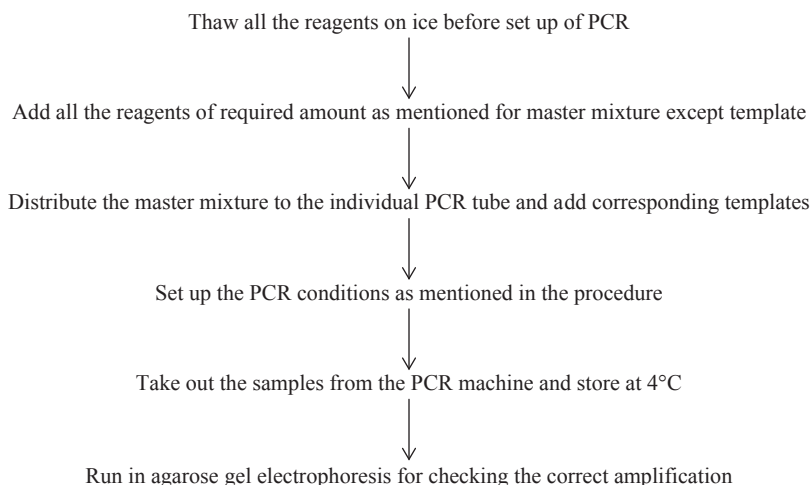 Thaw all the reagents on ice before set up of PCR
Add all the reagents of required amount as mentioned for master mixture except template
Distribute the master mixture to the individual PCR tube and add corresponding templates
Set up the PCR conditions as mentioned in the procedure
Take out the samples from the PCR machine and store at 4°C
Run in agarose gel electrophoresis for checking the correct amplification